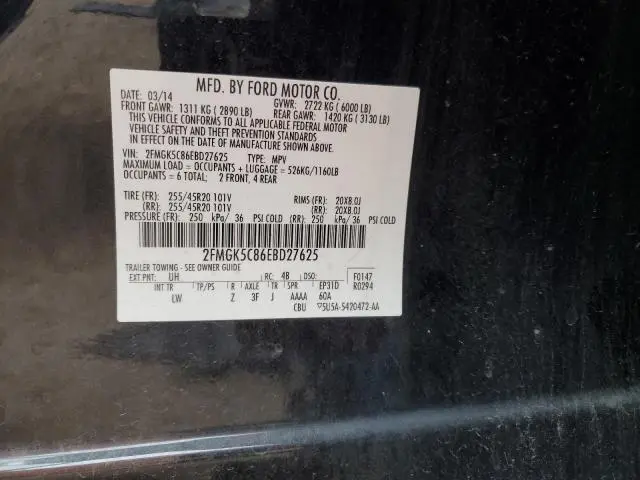 MFD. BY FORD MOTOR CO.
DATE: 03/14 GVWR: 2722 KG ( 6000 LB)
FRONT GAWR: 1311 KG ( 2890 LB) REAR GAWR: 1420 KG ( 3130 LB)
THIS VEHICLE CONFORMS TO ALL APPLICABLE FEDERAL MOTOR
VEHICLE SAFETY AND THEFT PREVENTION STANDARDS
IN EFFECT ON THE DATE OF MANUFACTURE SHOWN ABOVE.
VIN: 2FMGK5C86EBD27625 TYPE: MPV
MAXIMUM LOAD = OCCUPANTS + LUGGAGE = 526KG/1160LB
OCCUPANTS = 6 TOTAL; 2 FRONT, 4 REAR
TIRE (FR): 255/45R20 101V RIMS (FR): 20X8.0J
(RR): 255/45R20 101V (RR): 20X8.0J
PRESSURE (FR): 250 kPa/ 36 PSI COLD (RR): 250 kPa/ 36 PSI COLD
2FMGK5C86EBD27625
TRAILER TOWING - SEE OWNER GUIDE
EXT PNT: UH RC: 4B DSO: F0147
INT TR TP/PS R AXLE TR SPR EP31D R0294
LW Z 3F J AAAA 60A
CBU ▽5U5A-5420472-AA